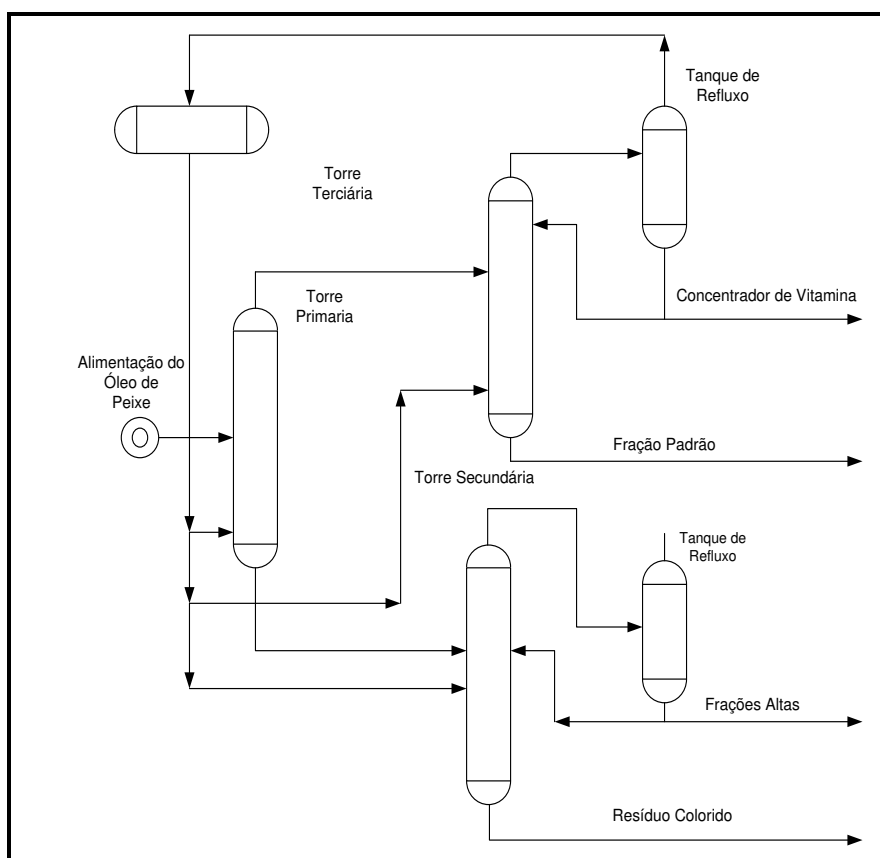 Tanque de
Refluxo
Torre
Terciária
Concentrador de Vitamina
Torre
Primaria
Alimentação do
Óleo de
Peixe
Fração Padrão
Torre Secundária
Tanque de
Refluxo
Frações Altas
Resíduo Colorido